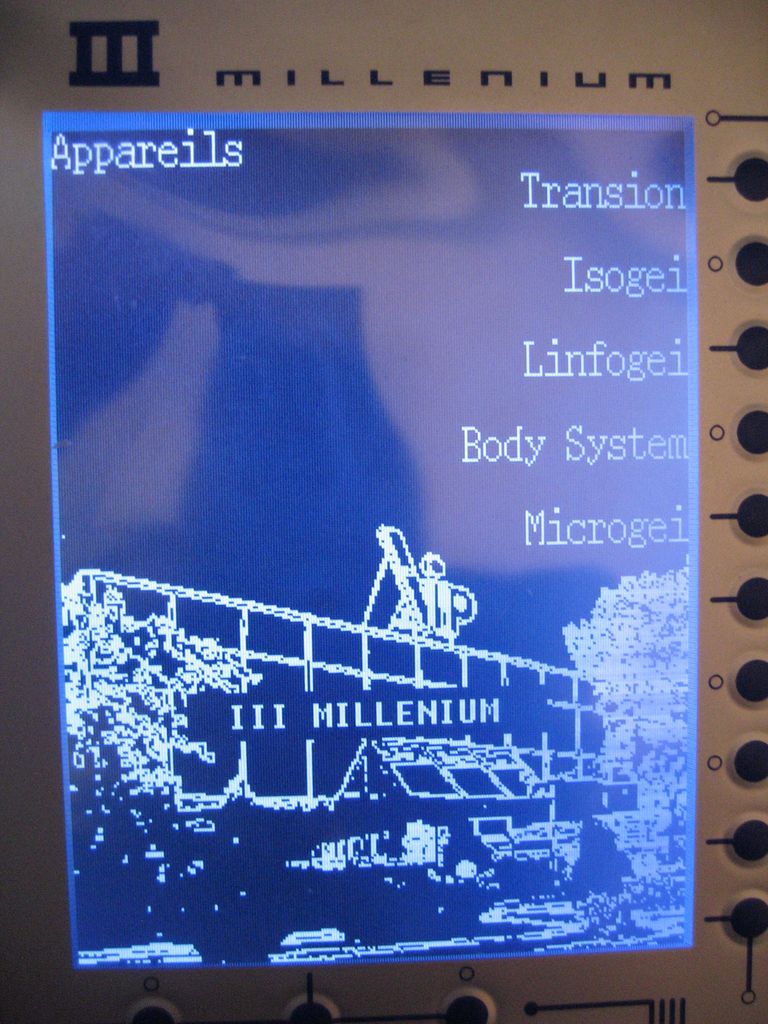 III MILLENIUM
Appareils
Transion
Isogei
Linfogei
Body System
Microgei
III MILLENIUM